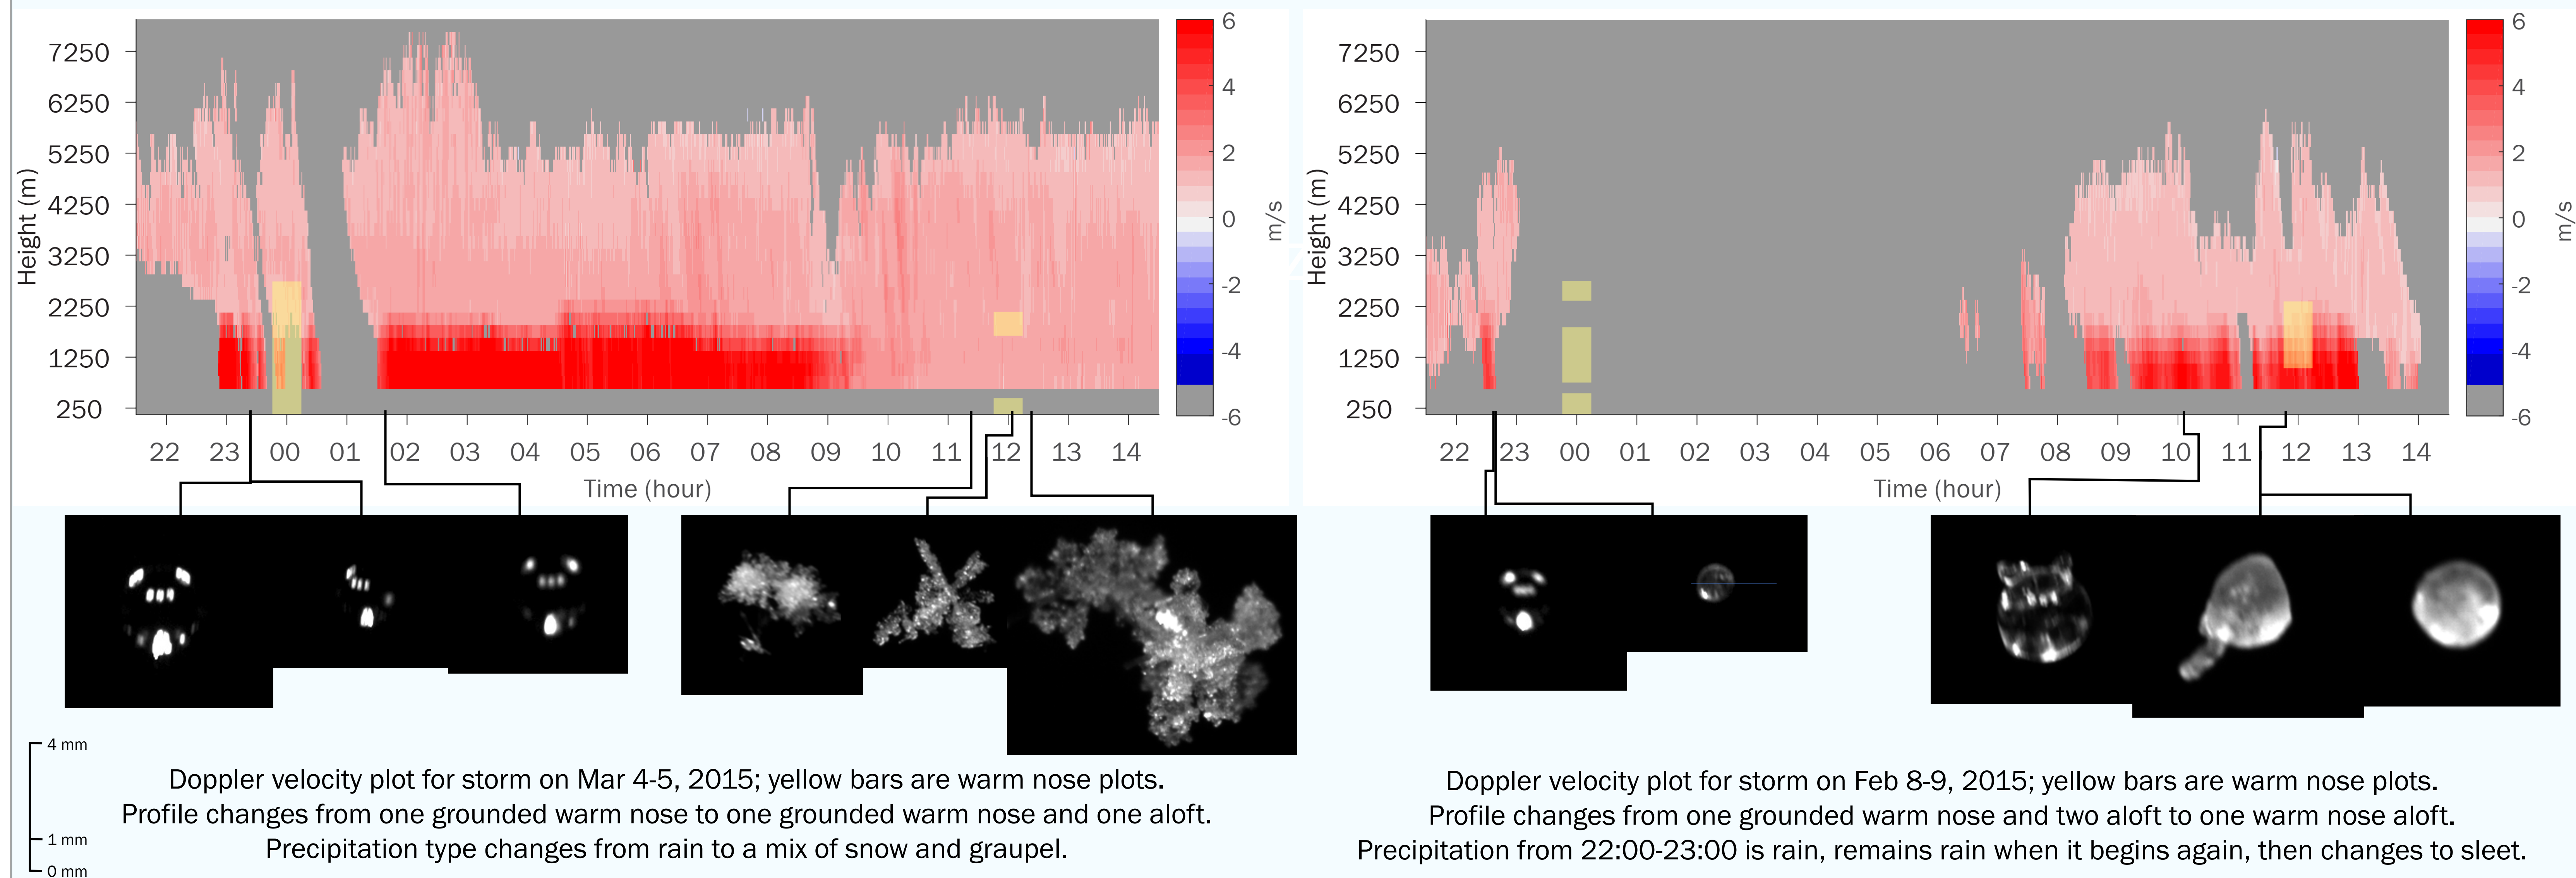 7250
6250
5250
4250
3250
2250
1250
250
Height (m)
22 23 00 01 02 03 04 05 06 07 08 09 10 11 12 13 14
Time (hour)
6
4
2
0
-2
-4
-6
m/s
7250
6250
5250
4250
3250
2250
1250
250
Height (m)
22 23 00 01 02 03 04 05 06 07 08 09 10 11 12 13 14
Time (hour)
6
4
2
0
-2
-4
-6
m/s
4 mm
1 mm
0 mm
Doppler velocity plot for storm on Mar 4-5, 2015; yellow bars are warm nose plots.
Profile changes from one grounded warm nose to one grounded warm nose and one aloft.
Precipitation type changes from rain to a mix of snow and graupel.
Doppler velocity plot for storm on Feb 8-9, 2015; yellow bars are warm nose plots.
Profile changes from one grounded warm nose and two aloft to one warm nose aloft.
Precipitation from 22:00-23:00 is rain, remains rain when it begins again, then changes to sleet.